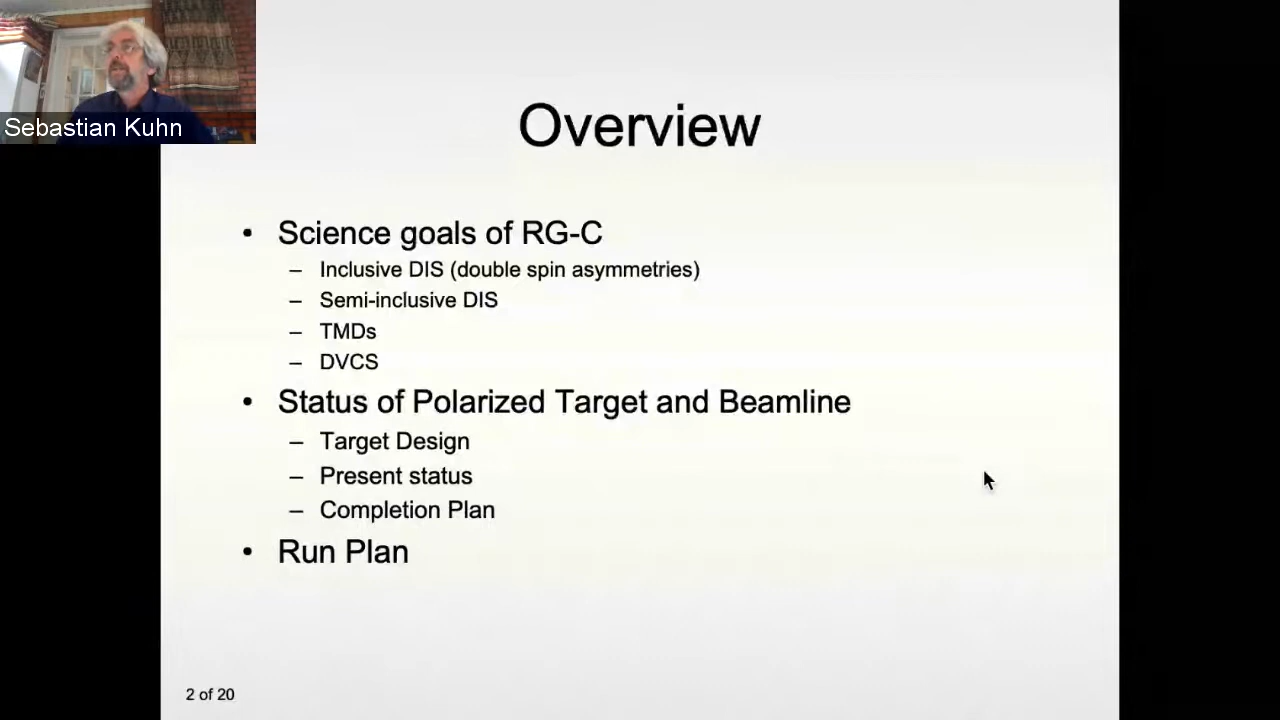 Sebastian Kuhn
Overview
• Science goals of RG-C
– Inclusive DIS (double spin asymmetries)
– Semi-inclusive DIS
– TMDs
– DVCS
• Status of Polarized Target and Beamline
– Target Design
– Present status
– Completion Plan
• Run Plan
2 of 20